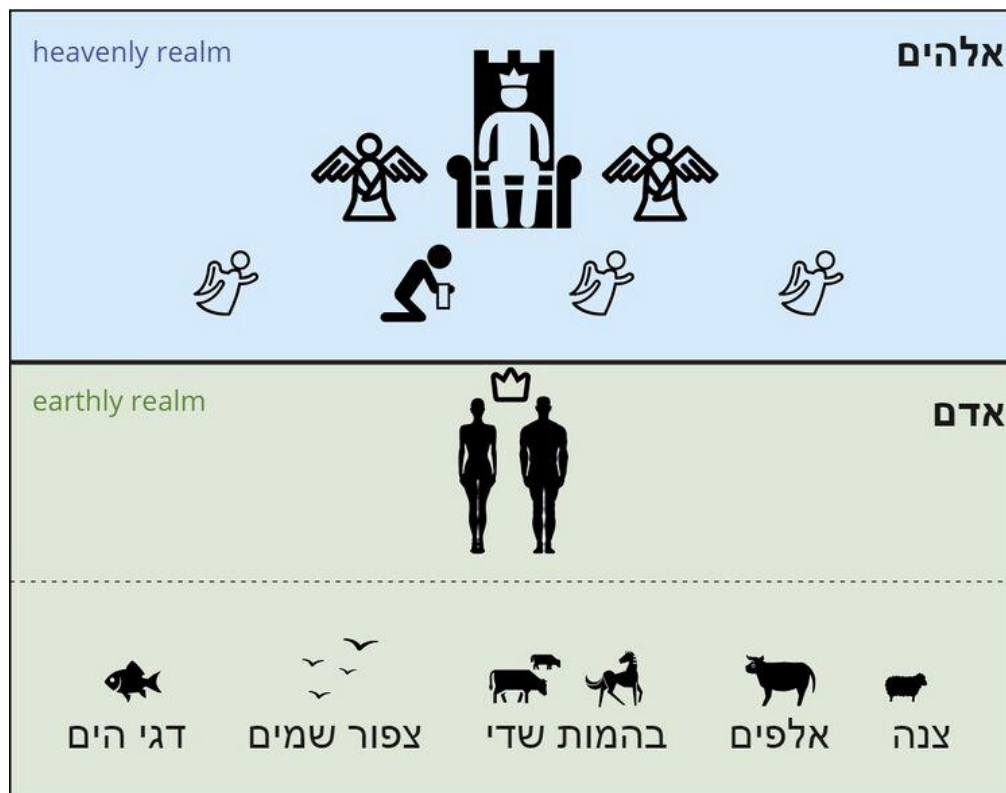 heavenly realm
אלהים
earthly realm
אדם
צנה אלפים בהמות שדי צפור שמים דגי הים